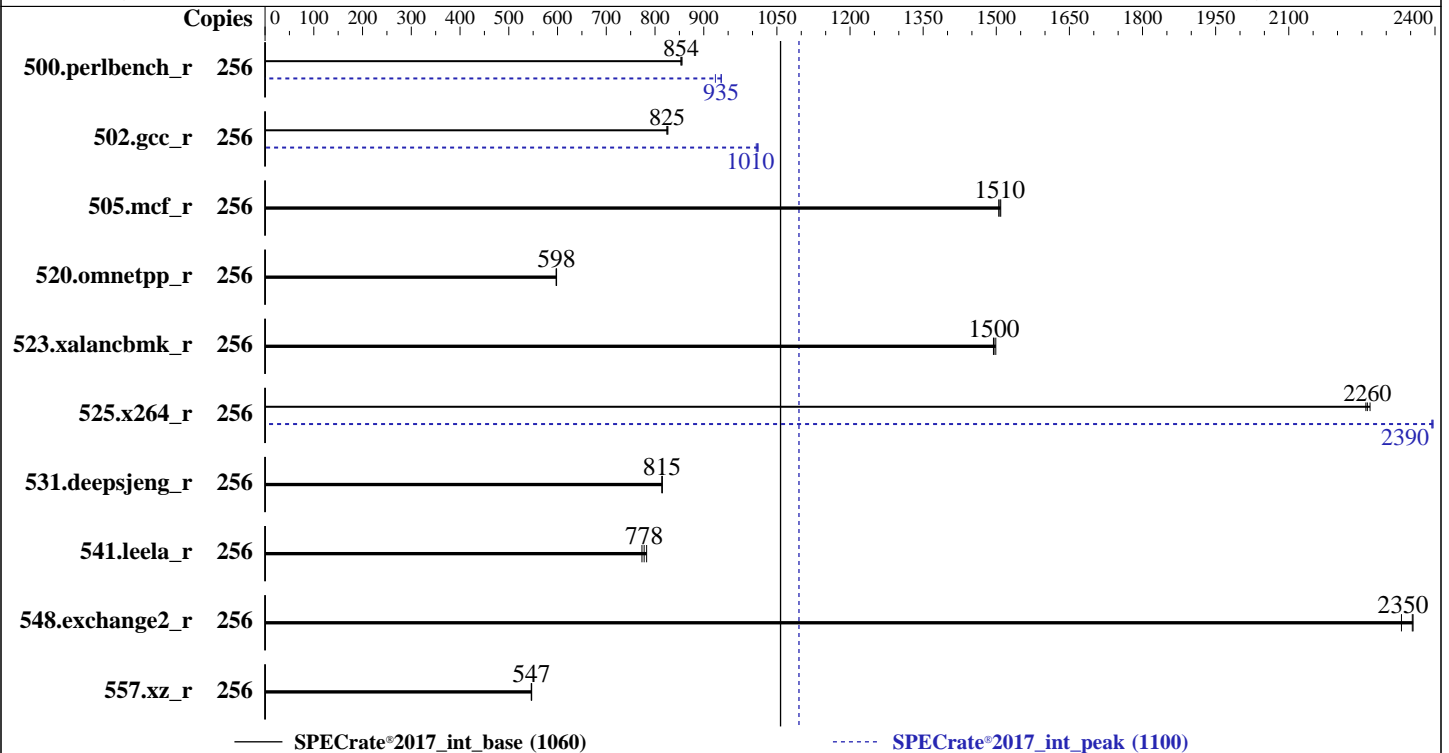 Copies 0 100 200 300 400 500 600 700 800 900 1050 1200 1350 1500 1650 1800 1950 2100 2400
500.perlbench_r 256 854
935
502.gcc_r 256 825
1010
505.mcf_r 256 1510
520.omnetpp_r 256 598
523.xalancbmk_r 256 1500
525.x264_r 256 2260
2390
531.deepsjeng_r 256 815
541.leela_r 256 778
548.exchange2_r 256 2350
557.xz_r 256 547
SPECrate®2017_int_base (1060) SPECrate®2017_int_peak (1100)